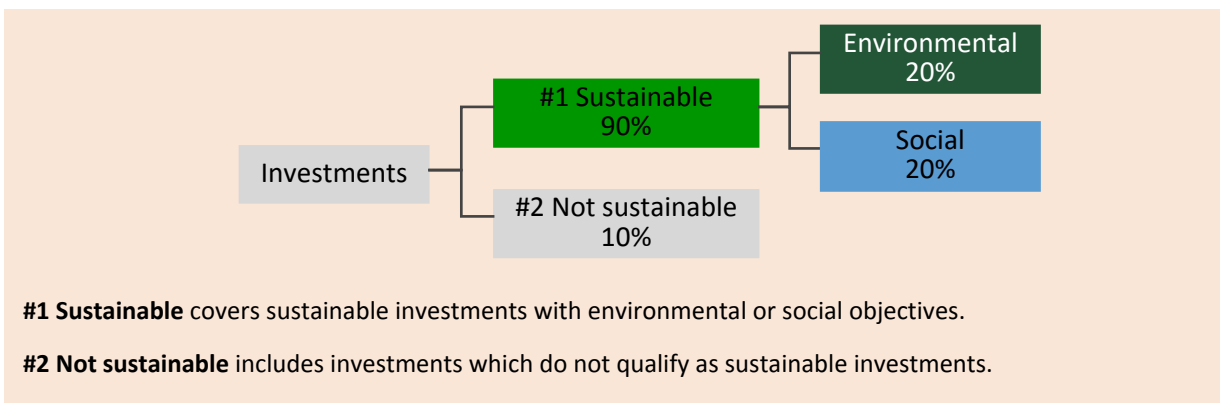 Environmental
20%
#1 Sustainable
90%
Social
20%
Investments
#2 Not sustainable
10%
#1 Sustainable covers sustainable investments with environmental or social objectives.
#2 Not sustainable includes investments which do not qualify as sustainable investments.